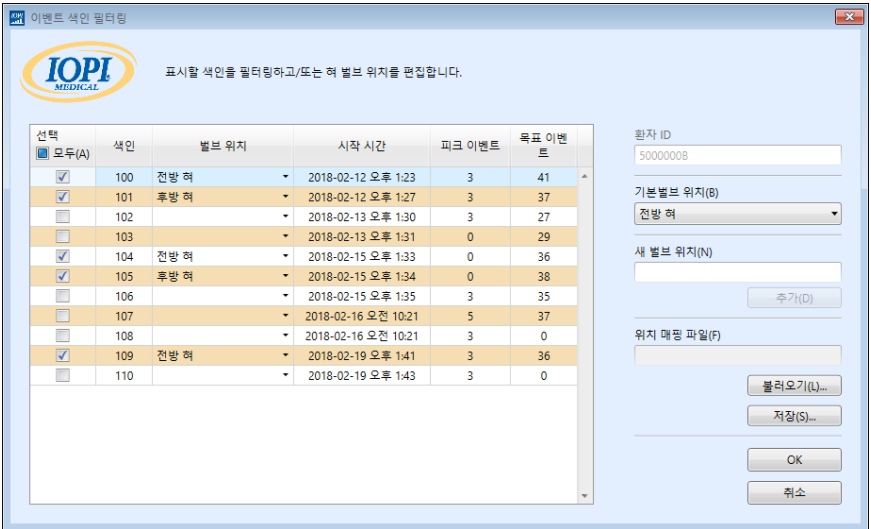 IOPI 이벤트 색인 필터링
IOPI
MEDICAL
표시할 색인을 필터링하고/또는 혀 벌브 위치를 편집합니다.
선택 모두(A) 색인 벌브 위치 시작 시간 피크 이벤트 목표 이벤트
100 전방 혀 2018-02-12 오후 1:23 3 41
101 후방 혀 2018-02-12 오후 1:27 3 37
102 2018-02-13 오후 1:30 3 27
103 2018-02-13 오후 1:31 0 29
104 전방 혀 2018-02-15 오후 1:33 0 36
105 후방 혀 2018-02-15 오후 1:34 0 38
106 2018-02-15 오후 1:35 3 35
107 2018-02-16 오전 10:21 5 37
108 2018-02-16 오전 10:21 3 0
109 전방 혀 2018-02-19 오후 1:41 3 36
110 2018-02-19 오후 1:43 3 0
환자 ID
5000000B
기본벌브 위치(B)
전방 혀
새 벌브 위치(N)
추가(D)
위치 매핑 파일(F)
불러오기(L)...
저장(S)...
OK
취소